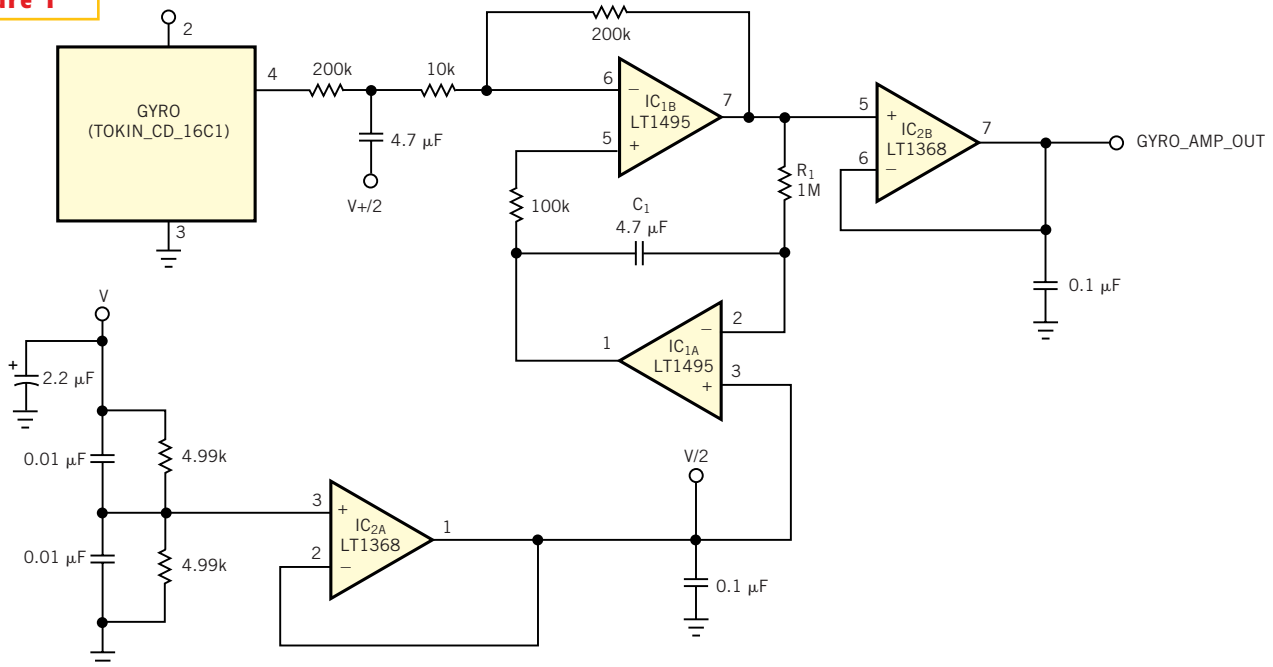 ure 1
2
GYRO
(TOKIN_CD_16C1)
4
3
200k
10k
4.7 µF
V+/2
200k
6
−
5
+
IC1B
LT1495
7
100k
C1
4.7 µF
R1
1M
5
+
6
−
IC2B
LT1368
7
GYRO_AMP_OUT
0.1 µF
1
IC1A
LT1495
−
2
+
3
V
+
2.2 µF
0.01 µF
4.99k
0.01 µF
4.99k
3
+
2
−
IC2A
LT1368
1
V/2
0.1 µF